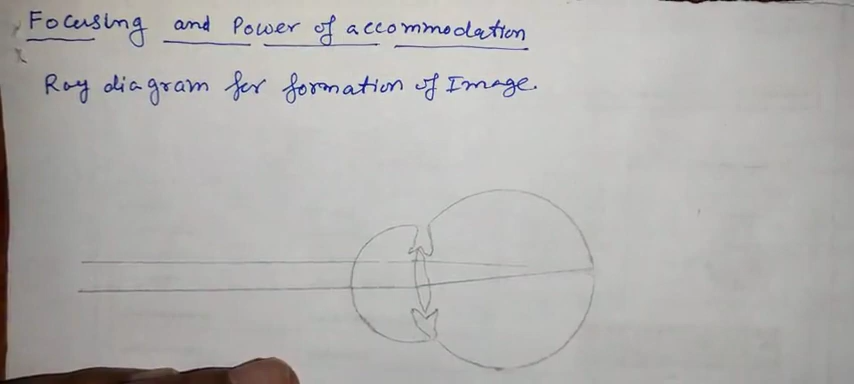 Focusing and Power of accommodation
Ray diagram for formation of Image.